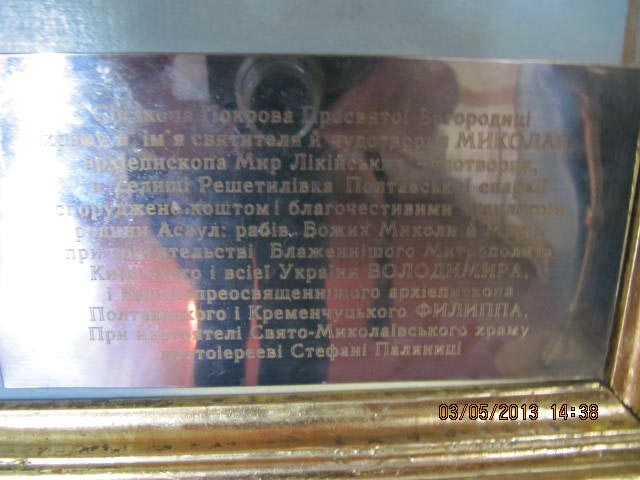 Покрова Пресвятої Богородиці
храму в ім'я святителя й чудотворця МИКОЛАЯ
архієпископа Мир Лікійських, чудотворця,
в селищі Решетилівка Полтавської єпархії
споруджене коштом і благочестивими
родини Асаул: рабів Божих Миколи й
при Блаженнішого Митрополита
Київського і всієї України ВОЛОДИМИРА,
і преосвященнішого архієпископа
Полтавського і Кременчуцького ФИЛИППА,
При настоятелі Свято-Миколаївського храму
протоієреєві Стефані Паляниці
03/05/2013 14:38